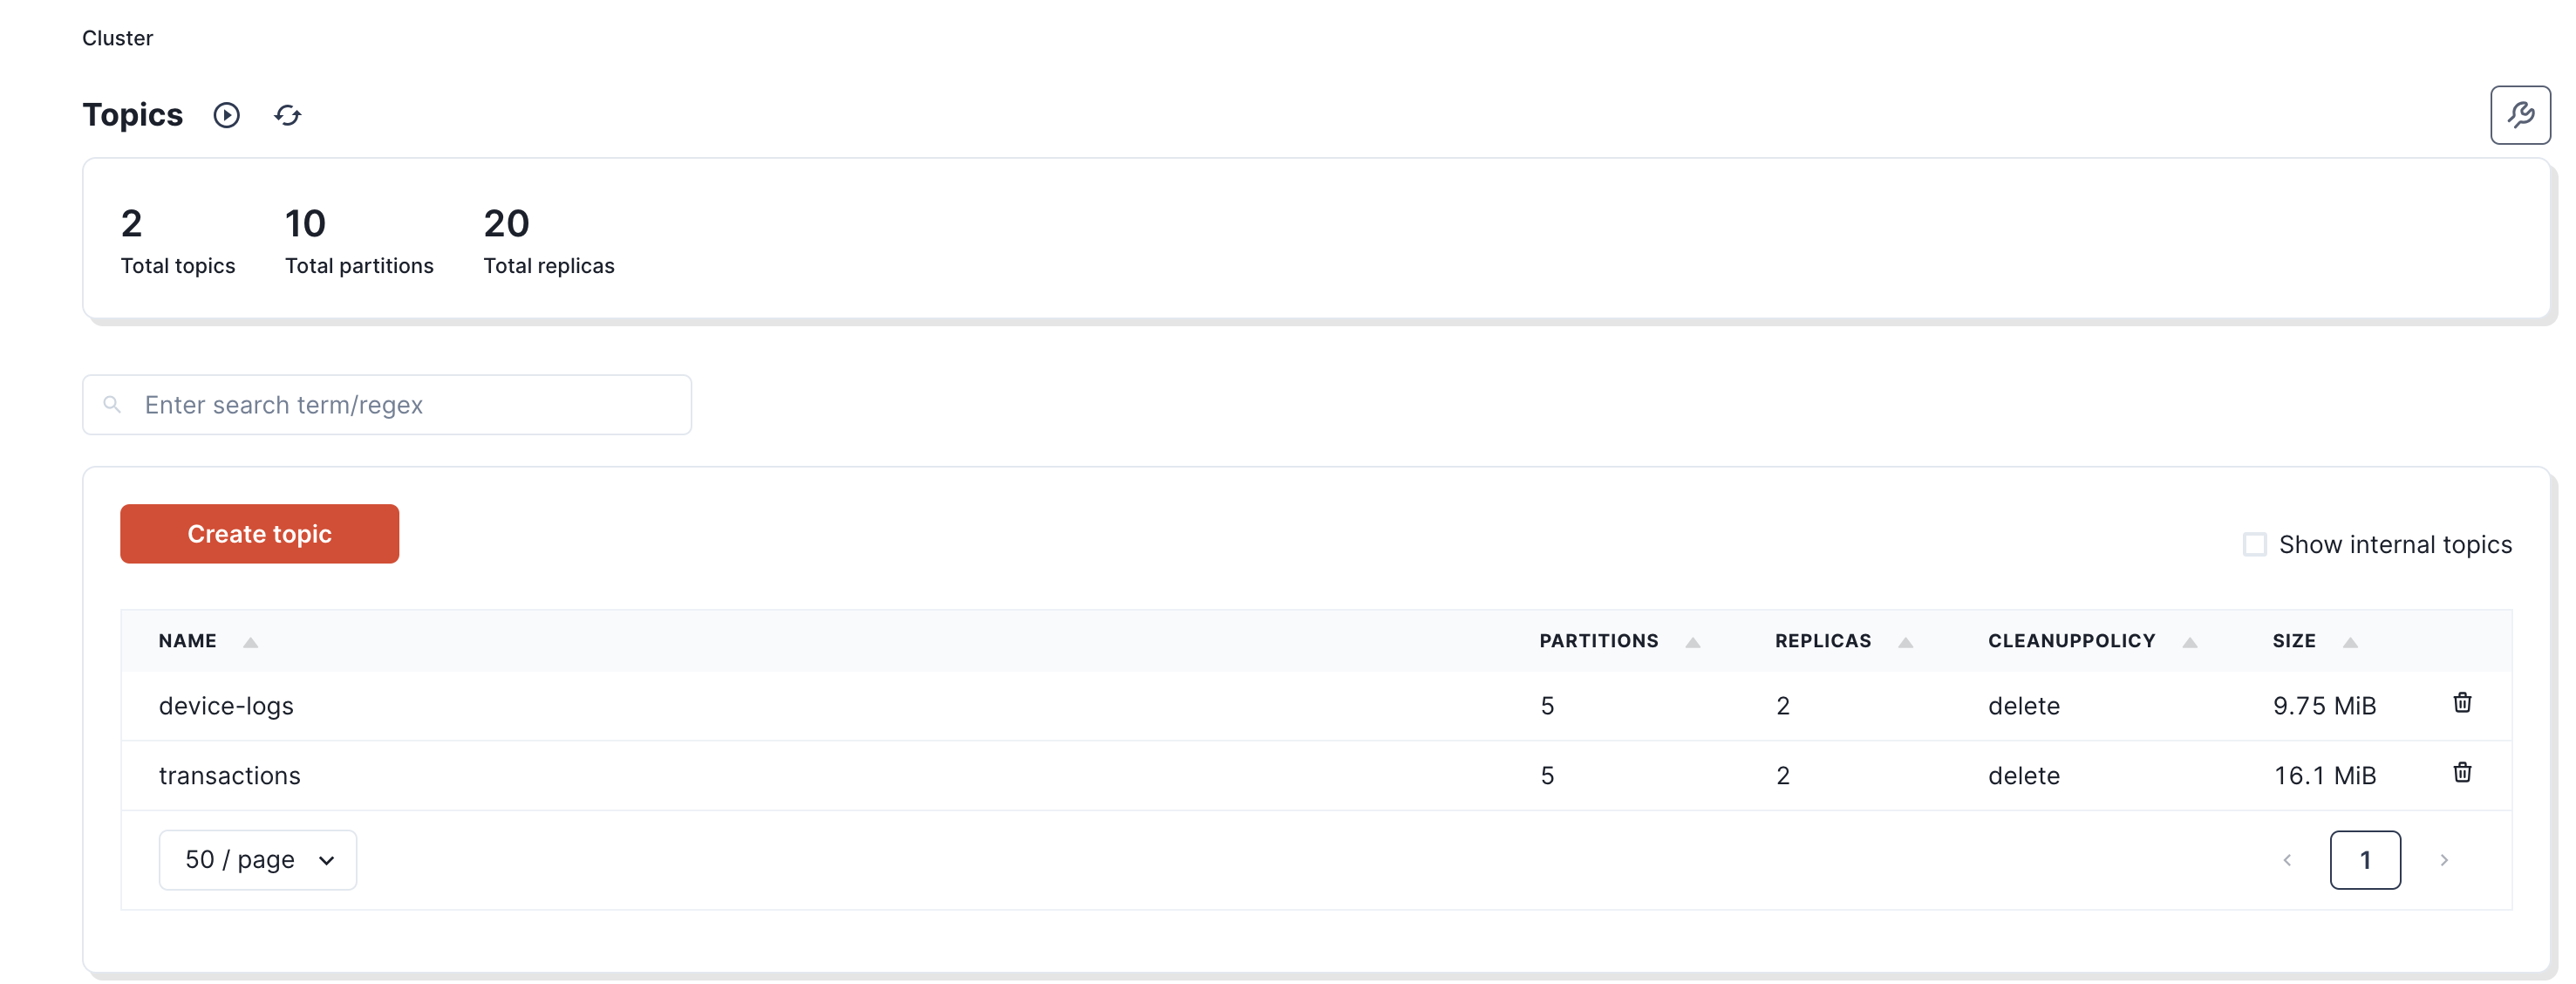 Cluster
Topics
2 10 20
Total topics Total partitions Total replicas
Enter search term/regex
Create topic
Show internal topics
NAME PARTITIONS REPLICAS CLEANUPPOLICY SIZE
device-logs 5 2 delete 9.75 MiB
transactions 5 2 delete 16.1 MiB
50 / page 1